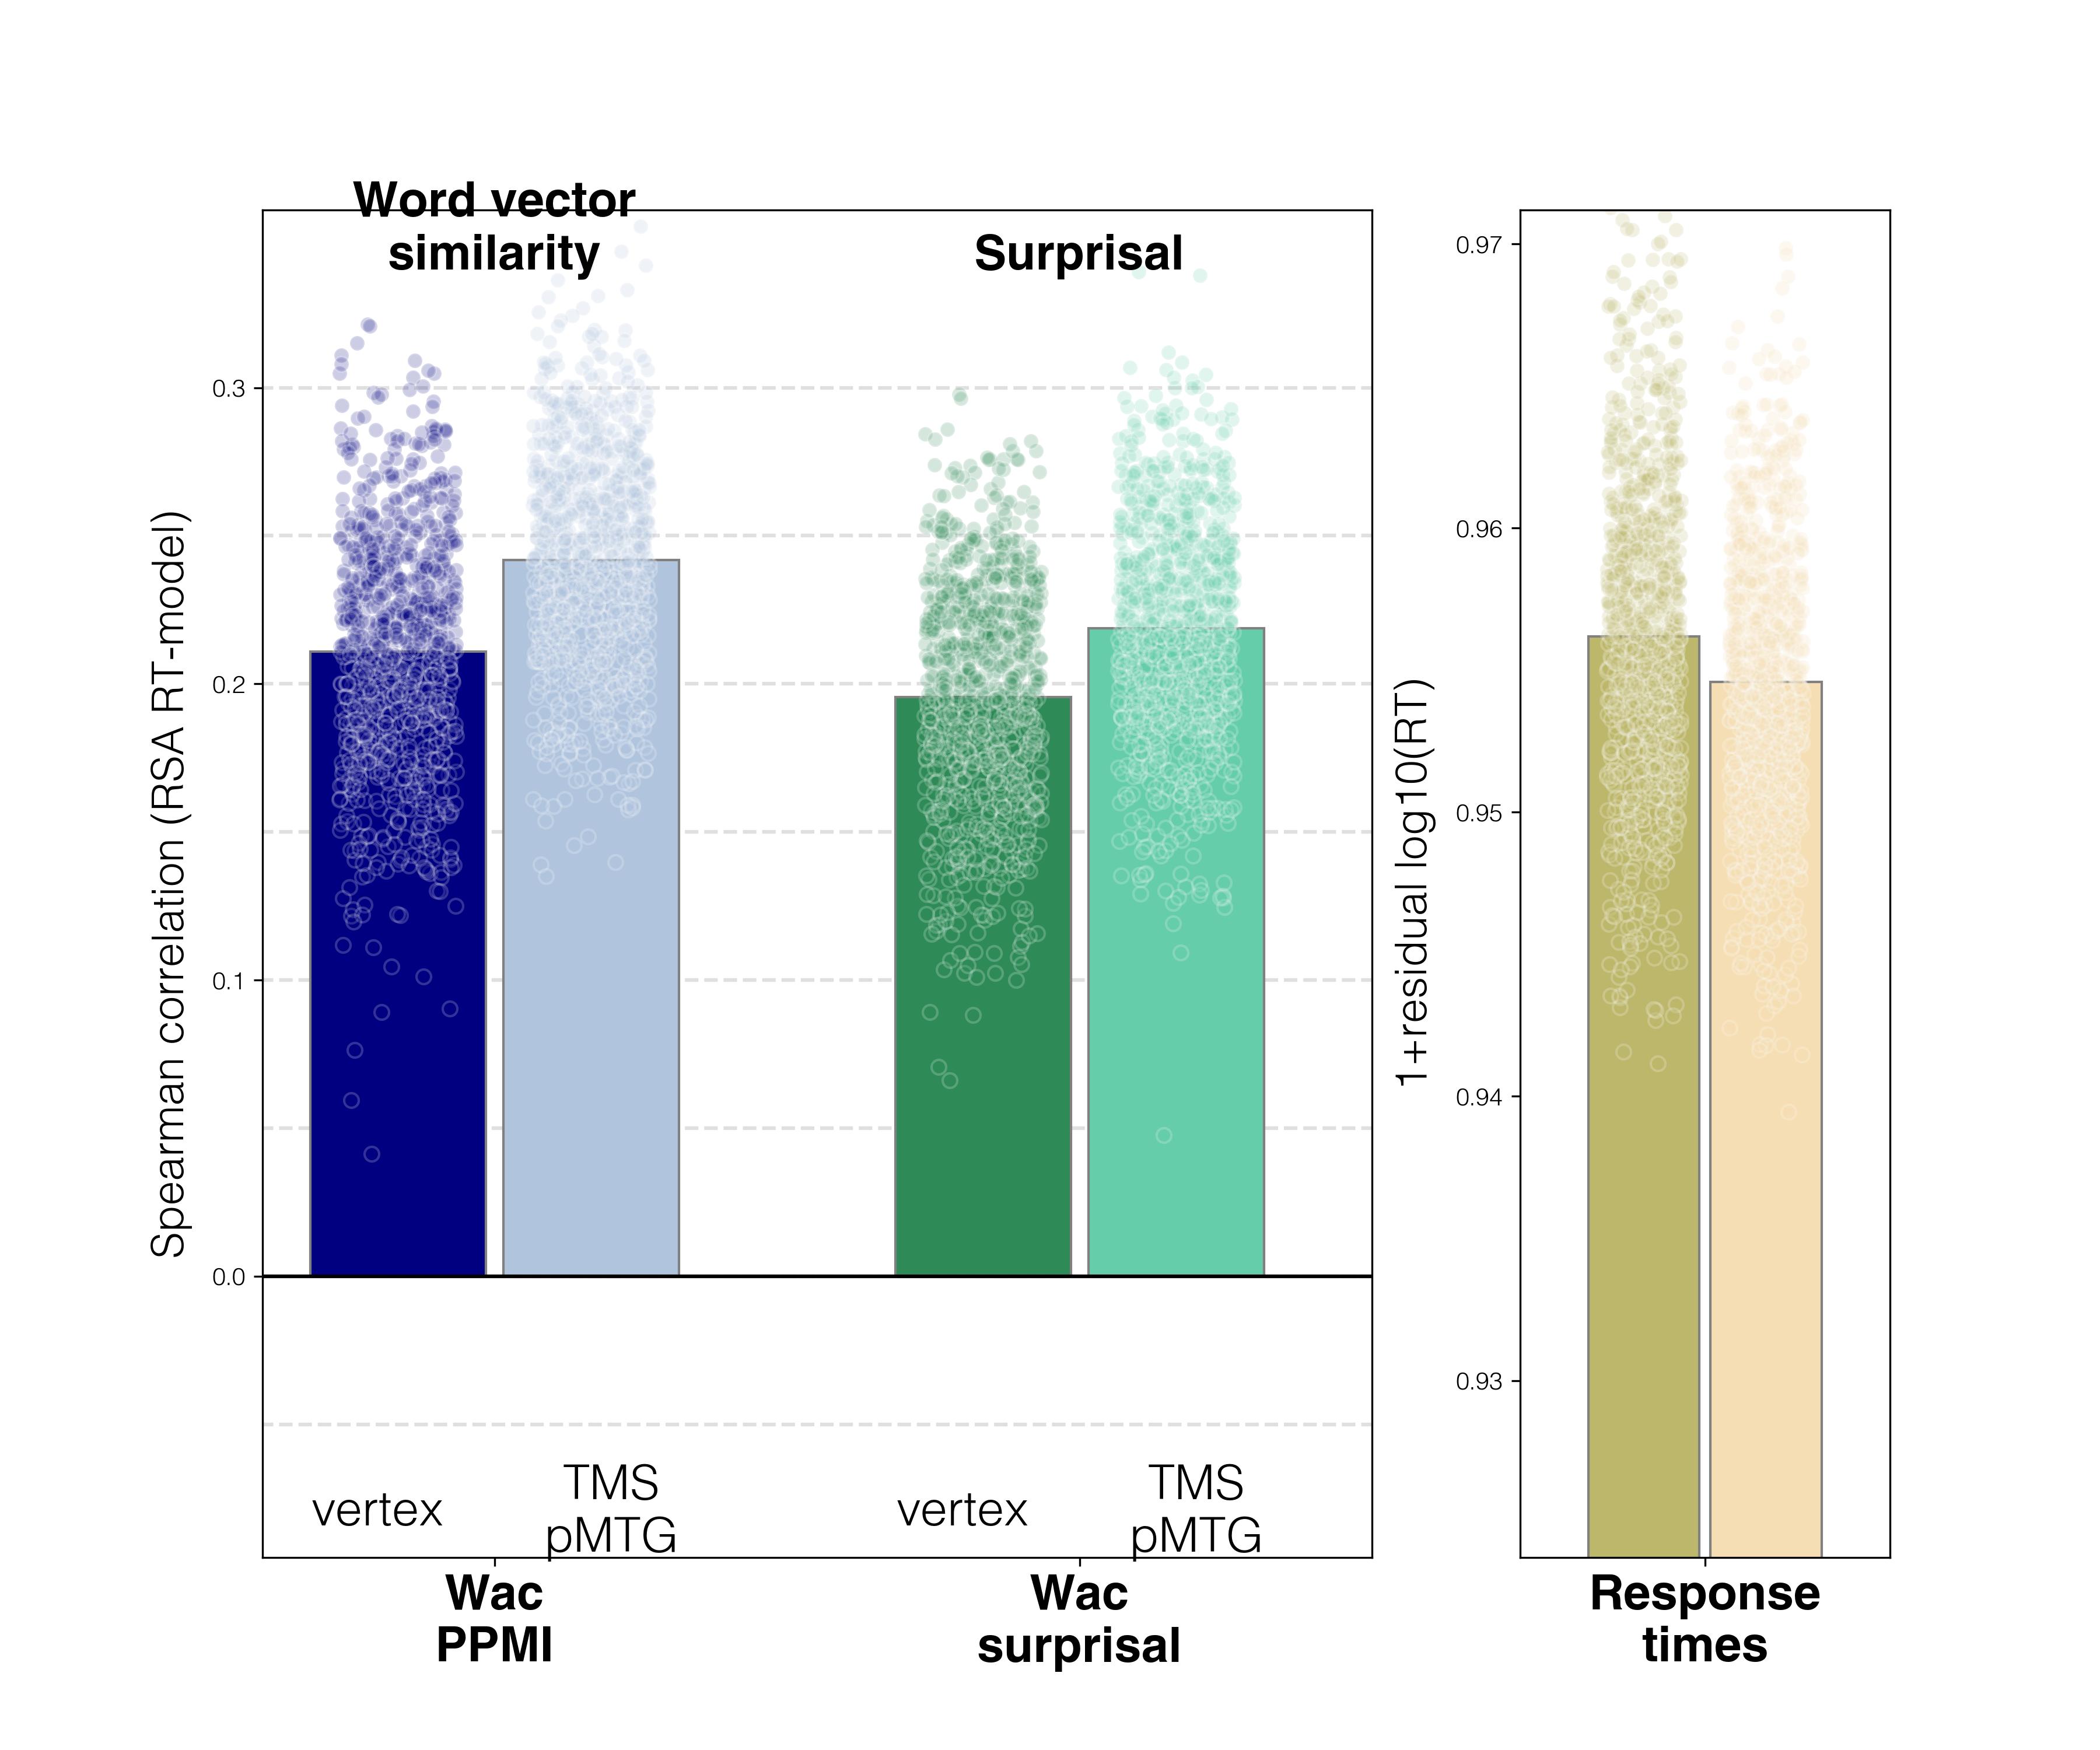 Word vector
similarity
Surprisal
Spearman correlation (RSA RT-model)
0.3
0.2
0.1
0.0
vertex
TMS
pMTG
vertex
TMS
pMTG
Wac
PPMI
Wac
surprisal
1+residual log10(RT)
0.97
0.96
0.95
0.94
0.93
Response
times